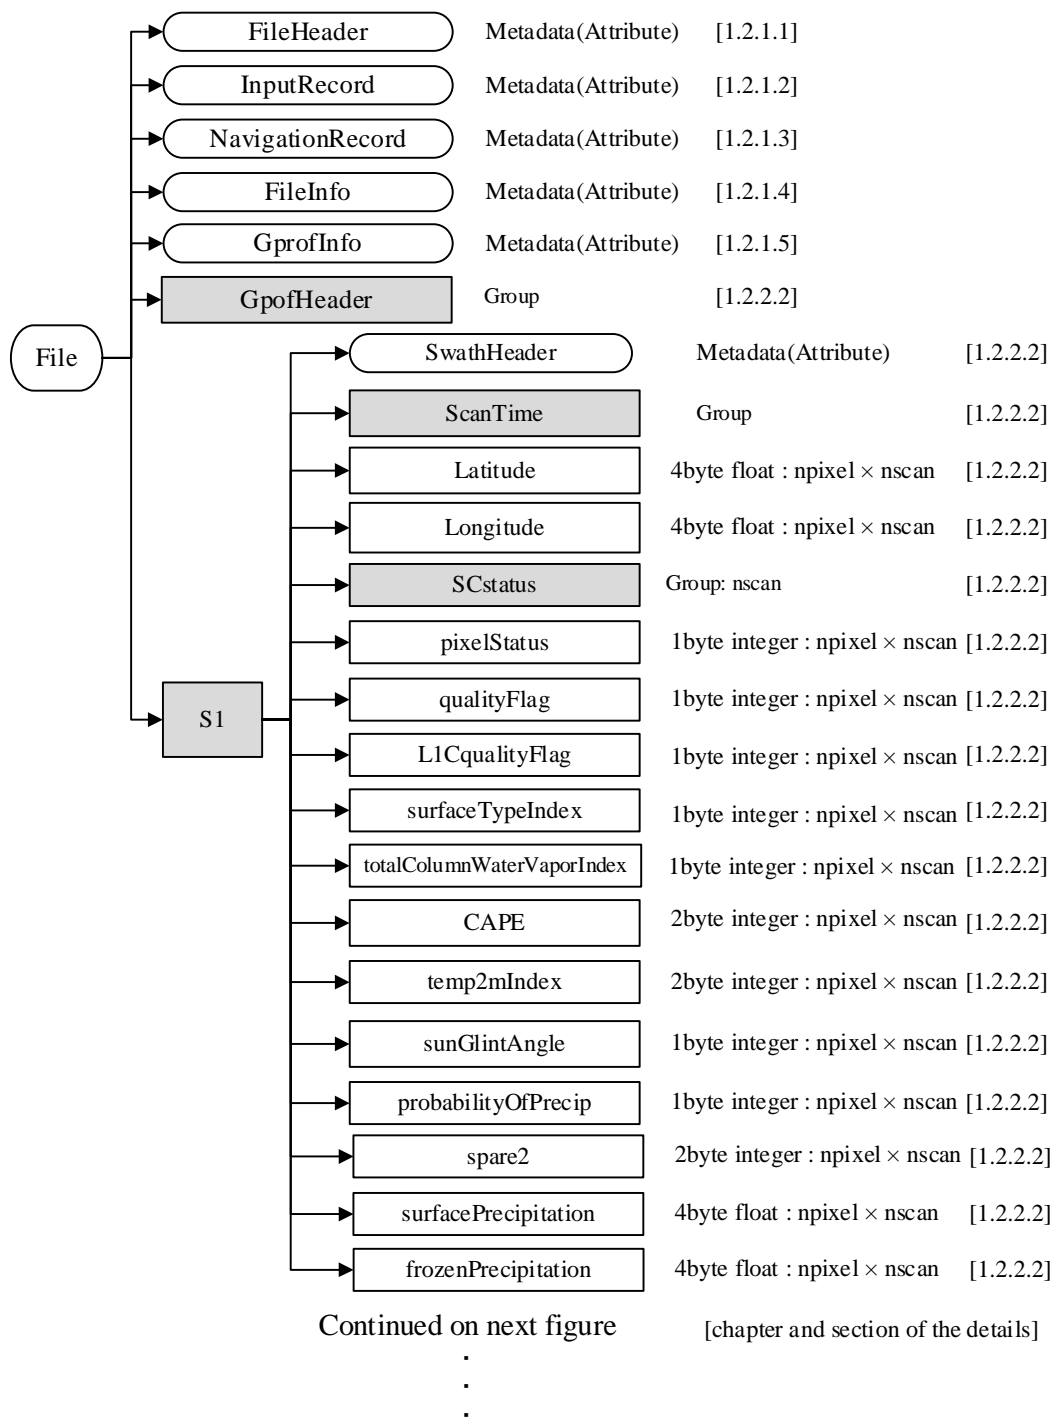 FileHeader Metadata(Attribute) [1.2.1.1]
InputRecord Metadata(Attribute) [1.2.1.2]
NavigationRecord Metadata(Attribute) [1.2.1.3]
FileInfo Metadata(Attribute) [1.2.1.4]
GprofInfo Metadata(Attribute) [1.2.1.5]
GpofHeader Group [1.2.2.2]
File
SwathHeader Metadata(Attribute) [1.2.2.2]
ScanTime Group [1.2.2.2]
Latitude 4byte float : npixel × nscan [1.2.2.2]
Longitude 4byte float : npixel × nscan [1.2.2.2]
SCstatus Group: nscan [1.2.2.2]
pixelStatus 1byte integer : npixel × nscan [1.2.2.2]
qualityFlag 1byte integer : npixel × nscan [1.2.2.2]
S1
L1CqualityFlag 1byte integer : npixel × nscan [1.2.2.2]
surfaceTypeIndex 1byte integer : npixel × nscan [1.2.2.2]
totalColumnWaterVaporIndex 1byte integer : npixel × nscan [1.2.2.2]
CAPE 2byte integer : npixel × nscan [1.2.2.2]
temp2mIndex 2byte integer : npixel × nscan [1.2.2.2]
sunGlintAngle 1byte integer : npixel × nscan [1.2.2.2]
probabilityOfPrecip 1byte integer : npixel × nscan [1.2.2.2]
spare2 2byte integer : npixel × nscan [1.2.2.2]
surfacePrecipitation 4byte float : npixel × nscan [1.2.2.2]
frozenPrecipitation 4byte float : npixel × nscan [1.2.2.2]
Continued on next figure [chapter and section of the details]
.
.
.